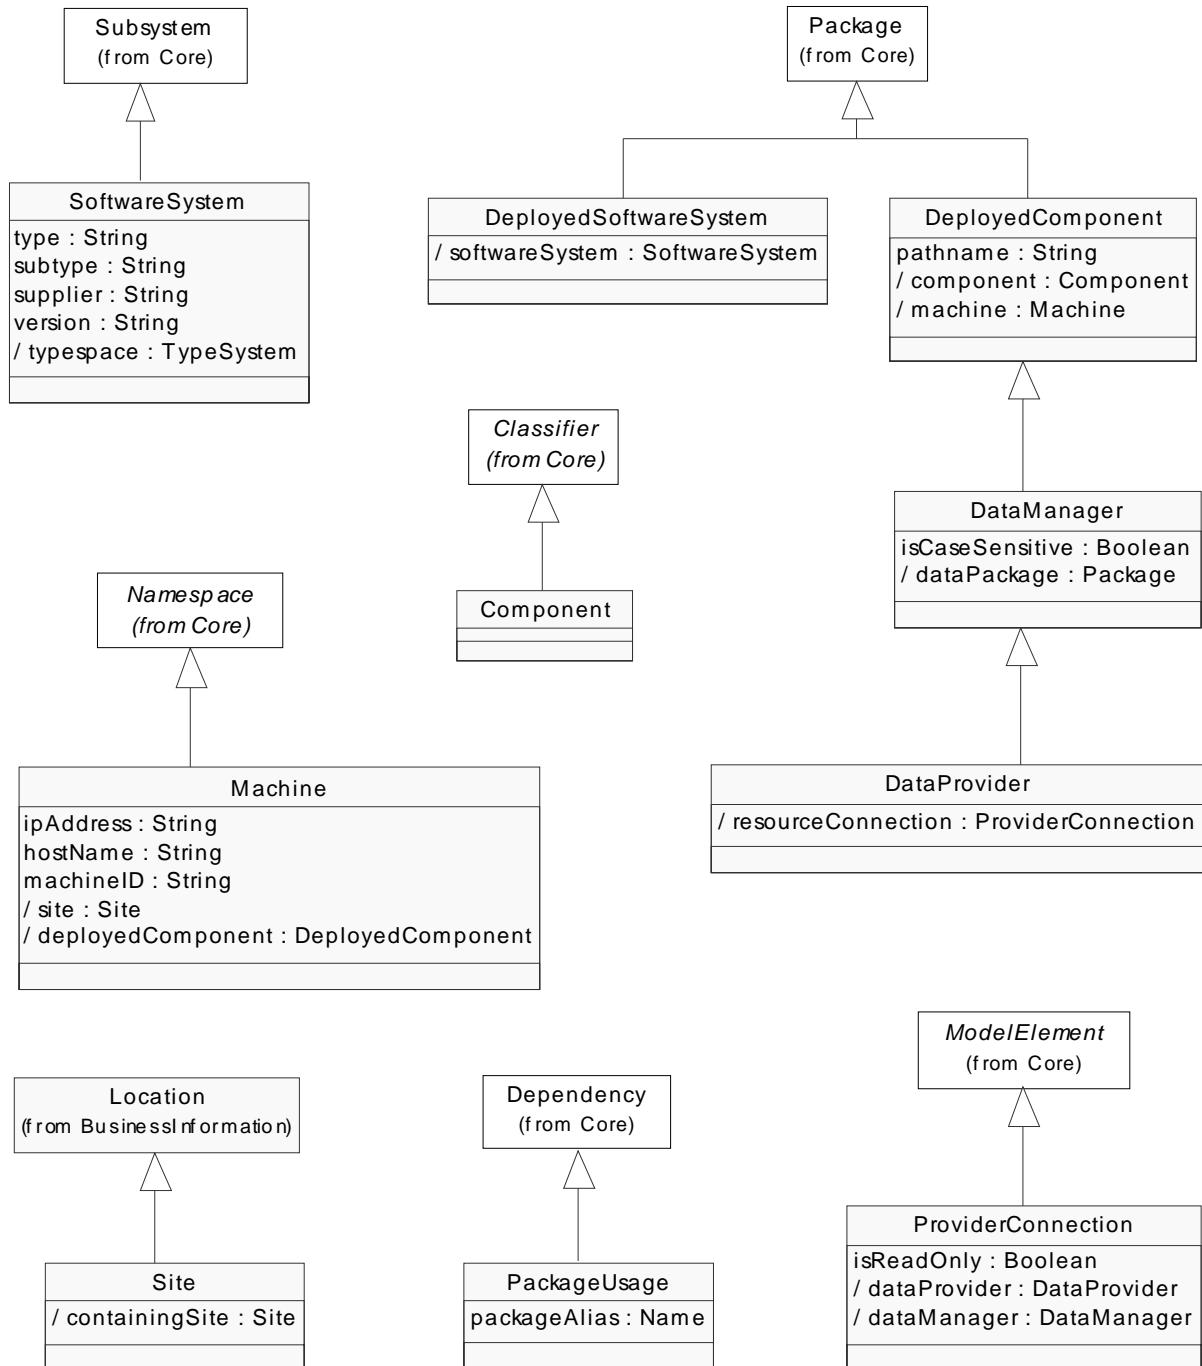 Subsystem
(from Core)
Package
(from Core)
SoftwareSystem
type : String
subtype : String
supplier : String
version : String
/ typespace : TypeSystem
DeployedSoftwareSystem
/ softwareSystem : SoftwareSystem
DeployedComponent
pathname : String
/ component : Component
/ machine : Machine
Classifier
(from Core)
Component
DataManager
isCaseSensitive : Boolean
/ dataPackage : Package
Namespace
(from Core)
Machine
ipAddress : String
hostName : String
machineID : String
/ site : Site
/ deployedComponent : DeployedComponent
DataProvider
/ resourceConnection : ProviderConnection
Location
(from BusinessInformation)
Dependency
(from Core)
ModelElement
(from Core)
Site
/ containingSite : Site
PackageUsage
packageAlias : Name
ProviderConnection
isReadOnly : Boolean
/ dataProvider : DataProvider
/ dataManager : DataManager